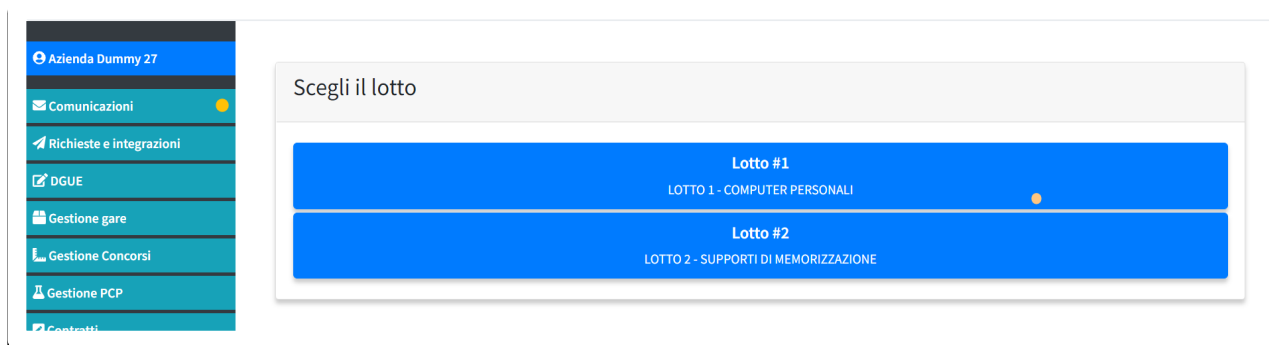 Azienda Dummy 27
Comunicazioni
Richieste e integrazioni
DGUE
Gestione gare
Gestione Concorsi
Gestione PCP
Contratti
Scegli il lotto
Lotto #1
LOTTO 1 - COMPUTER PERSONALI
Lotto #2
LOTTO 2 - SUPPORTI DI MEMORIZZAZIONE